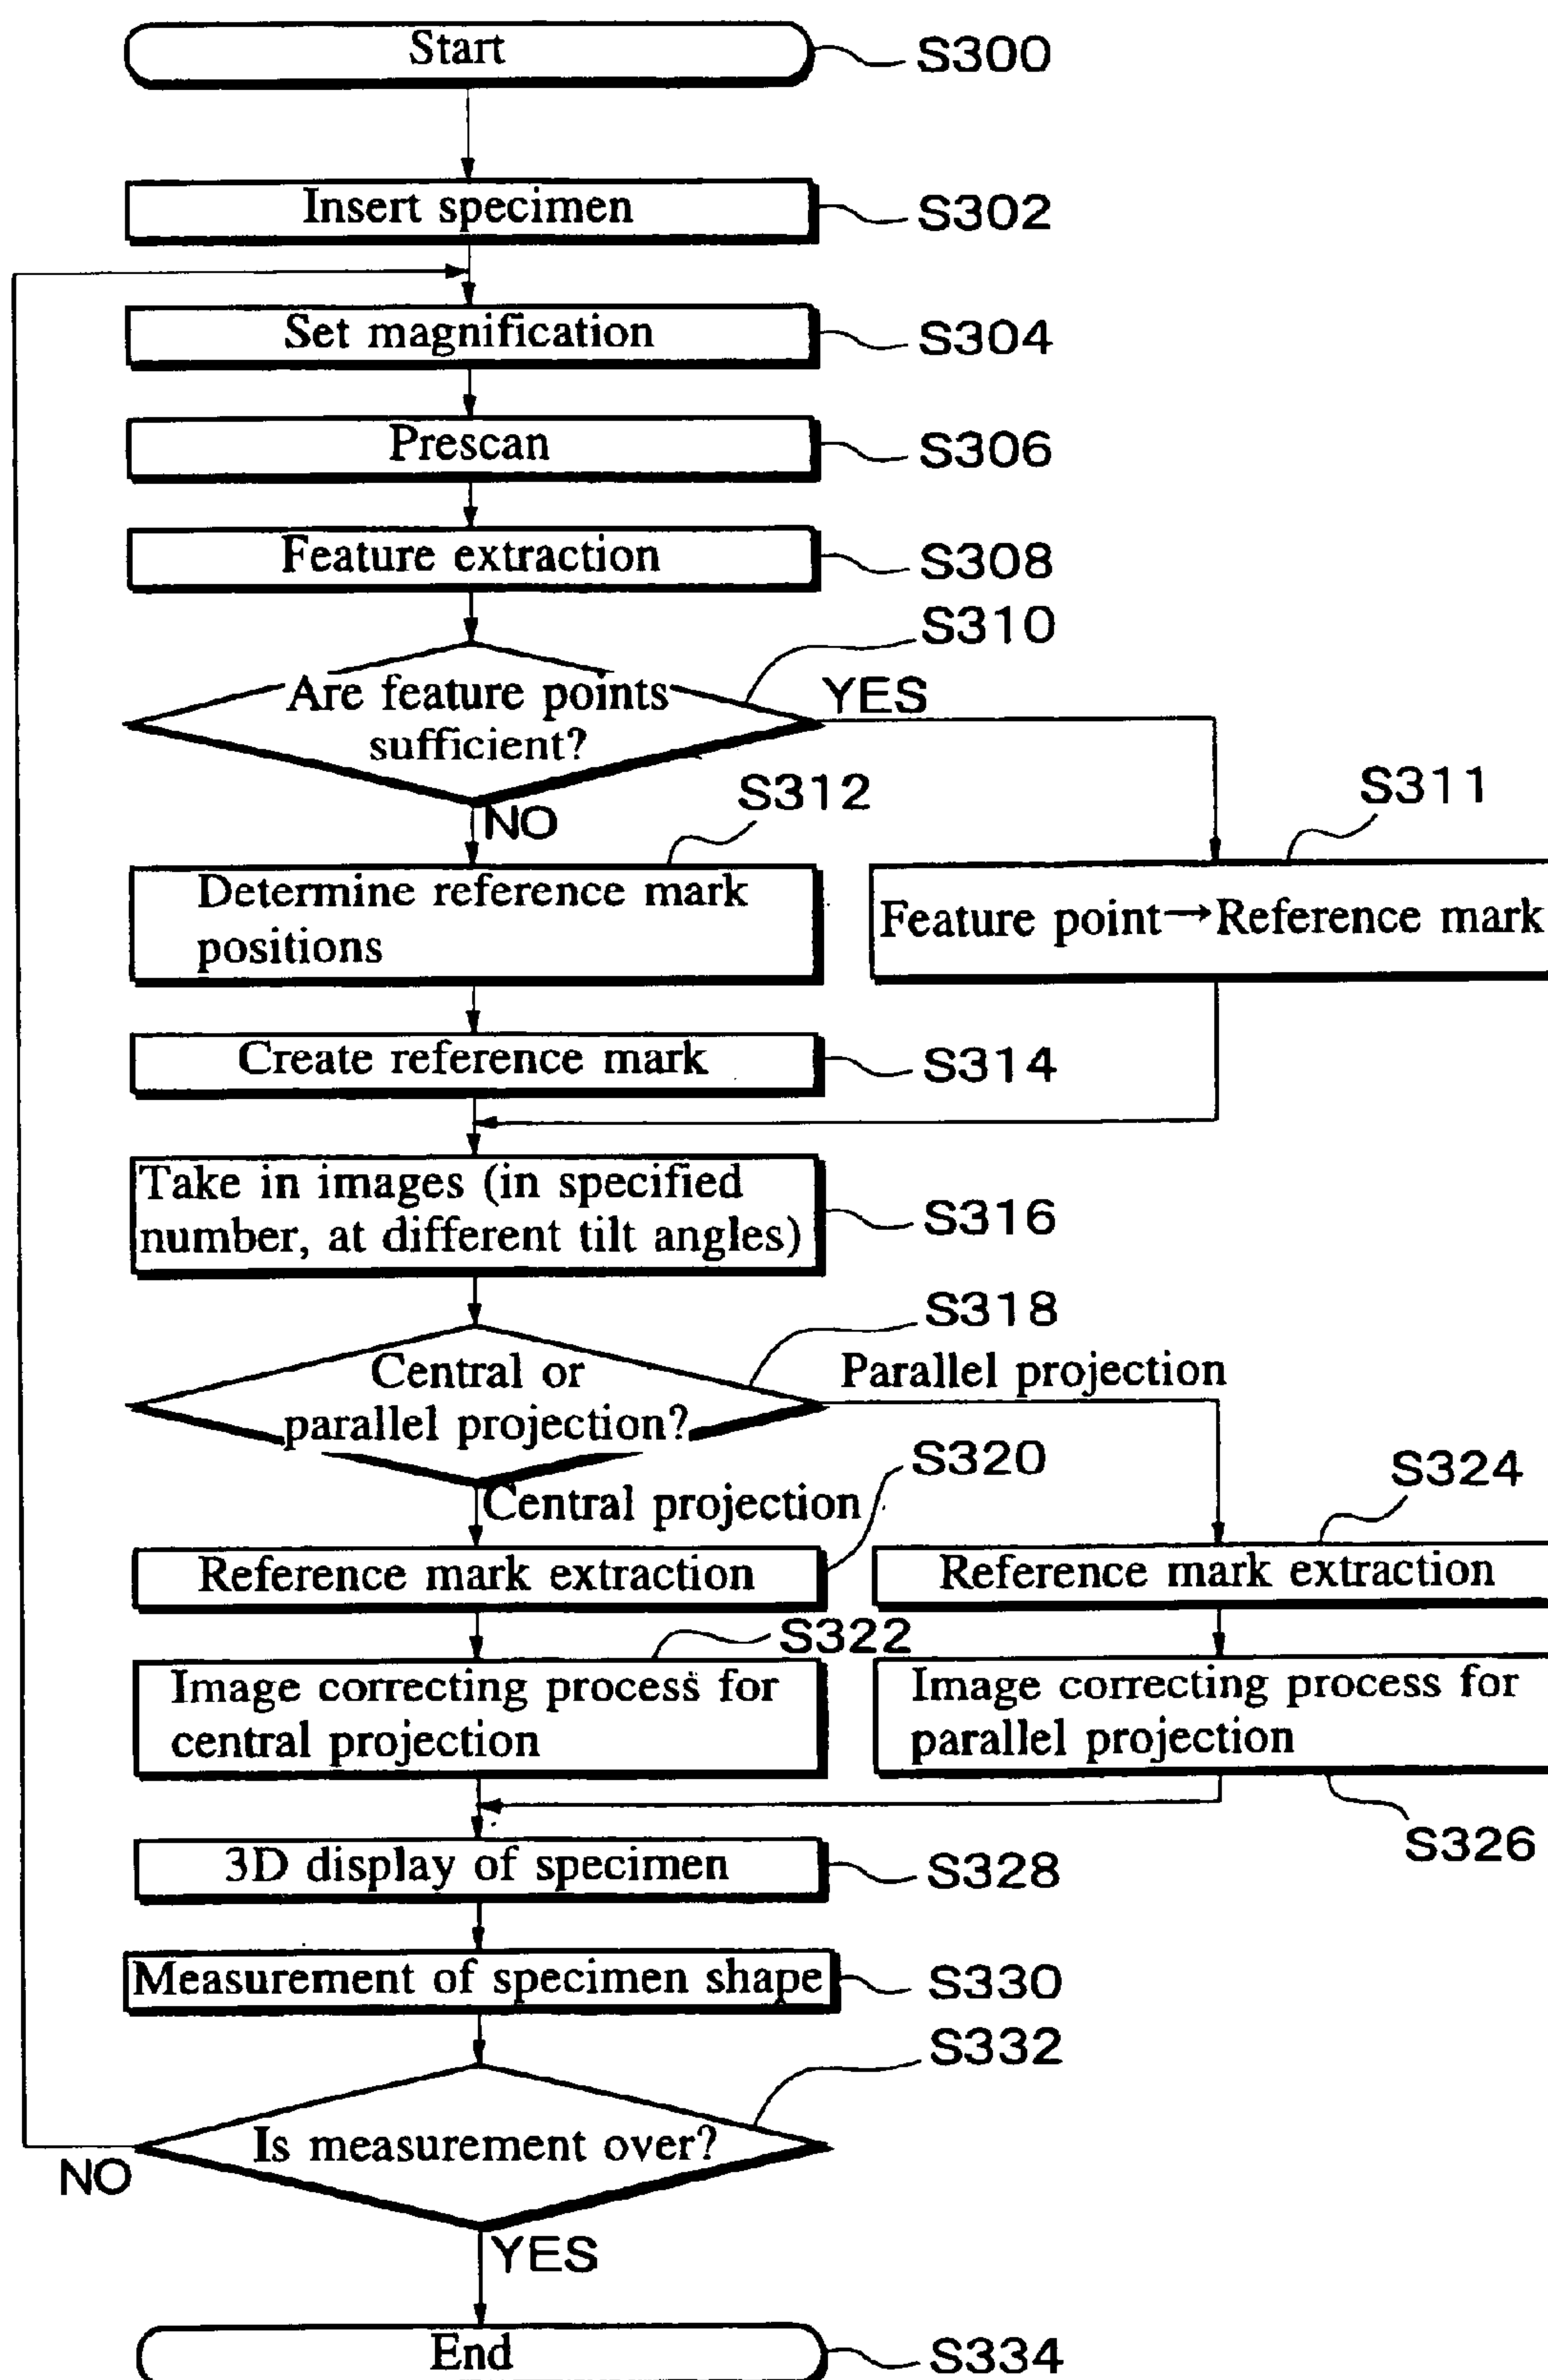 Start
S300
Insert specimen
S302
Set magnification
S304
Prescan
S306
Feature extraction
S308
S310
Are feature points
sufficient?
YES
NO
S312
S311
Determine reference mark
positions
Feature point→Reference mark
Create reference mark
S314
Take in images (in specified
number, at different tilt angles)
S316
S318
Central or
parallel projection?
Parallel projection
Central projection
S320
S324
Reference mark extraction
Reference mark extraction
S322
Image correcting process for
central projection
Image correcting process for
parallel projection
S326
3D display of specimen
S328
Measurement of specimen shape
S330
S332
Is measurement over?
NO
YES
End
S334